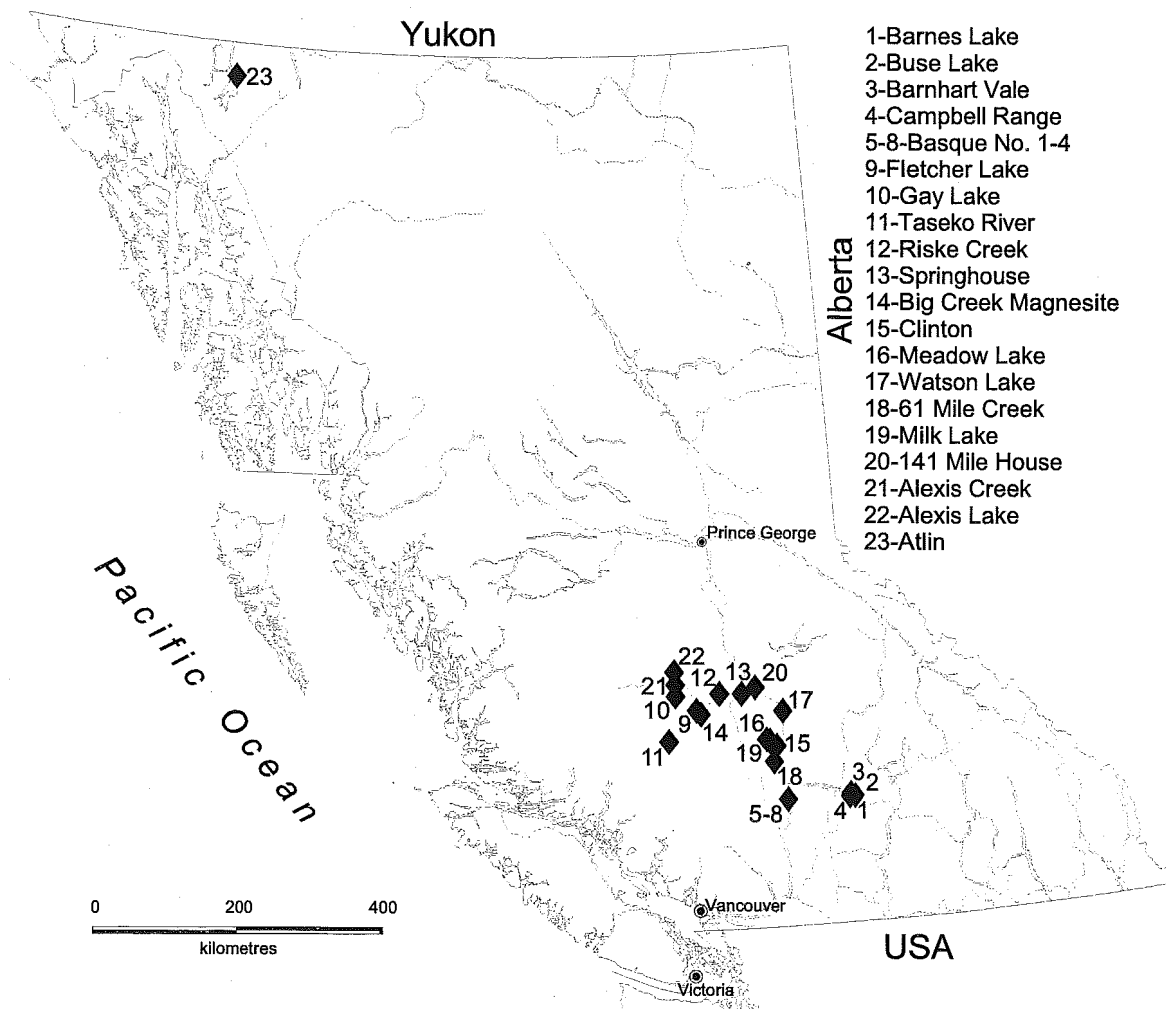 Yukon
23
1-Barnes Lake
2-Buse Lake
3-Barnhart Vale
4-Campbell Range
5-8-Basque No. 1-4
9-Fletcher Lake
10-Gay Lake
11-Taseko River
12-Riske Creek
13-Springhouse
14-Big Creek Magnesite
15-Clinton
16-Meadow Lake
17-Watson Lake
18-61 Mile Creek
19-Milk Lake
20-141 Mile House
21-Alexis Creek
22-Alexis Lake
23-Atlin
Alberta
Prince George
Pacific Ocean
22
21
12
13
20
10
9
14
17
16
11
19
15
18
3
2
5-8
4
1
0 200 400
kilometres
Vancouver
USA
Victoria